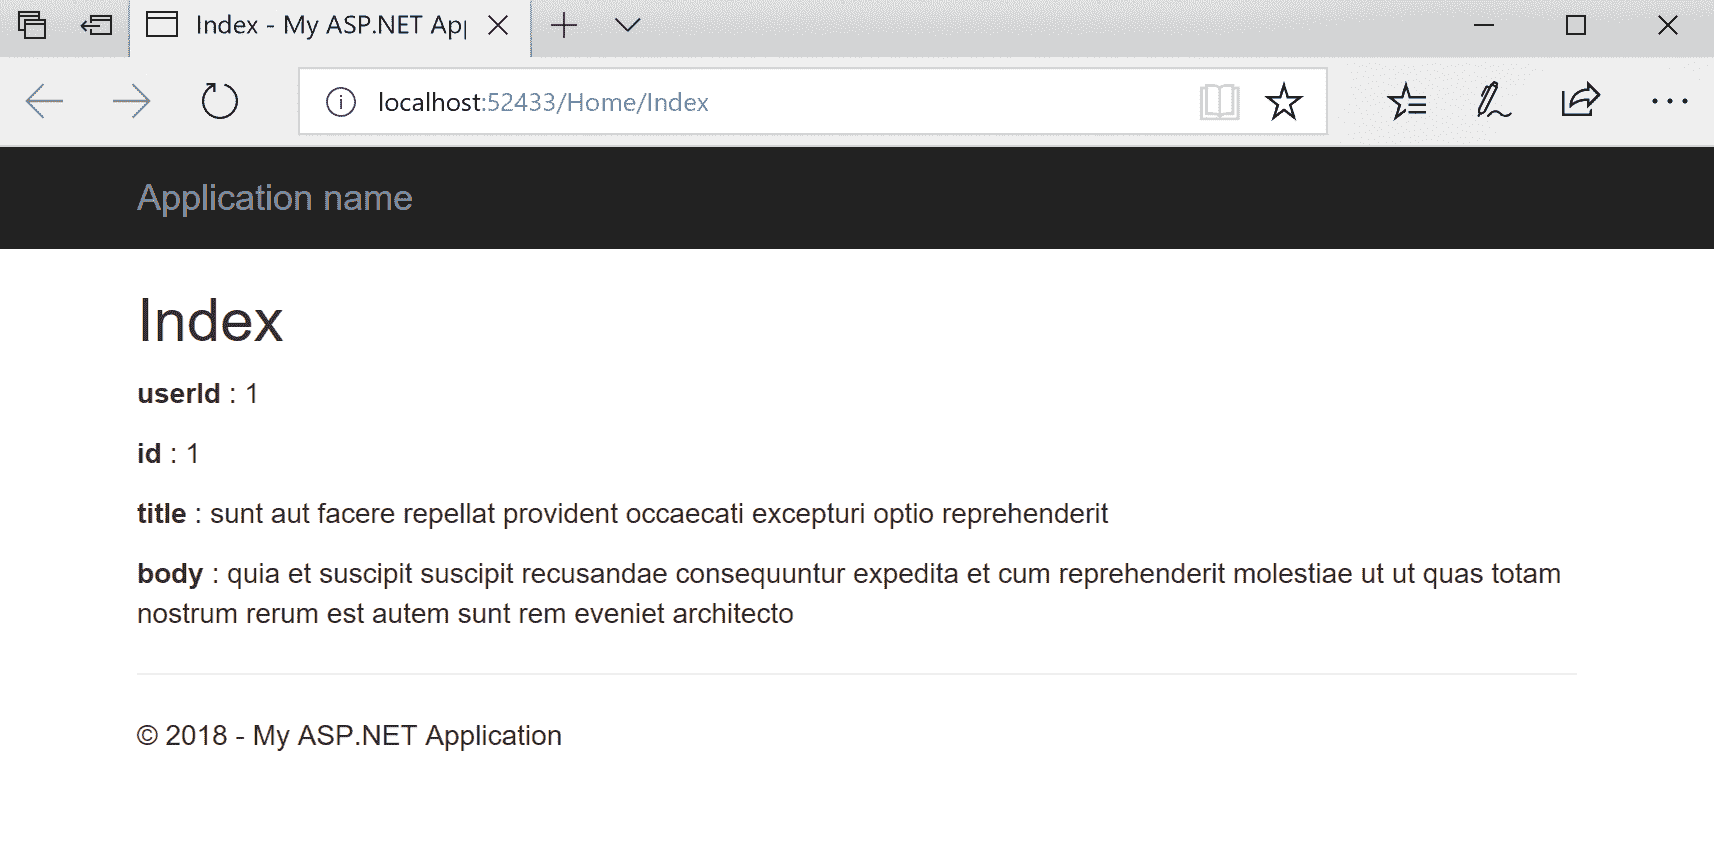 Index - My ASP.NET Ap
localhost:52433/Home/Index
Application name
Index
userId : 1
id : 1
title : sunt aut facere repellat provident occaecati excepturi optio reprehenderit
body : quia et suscipit suscipit recusandae consequuntur expedita et cum reprehenderit molestiae ut ut quas totam
nostrum rerum est autem sunt rem eveniet architecto
© 2018 - My ASP.NET Application